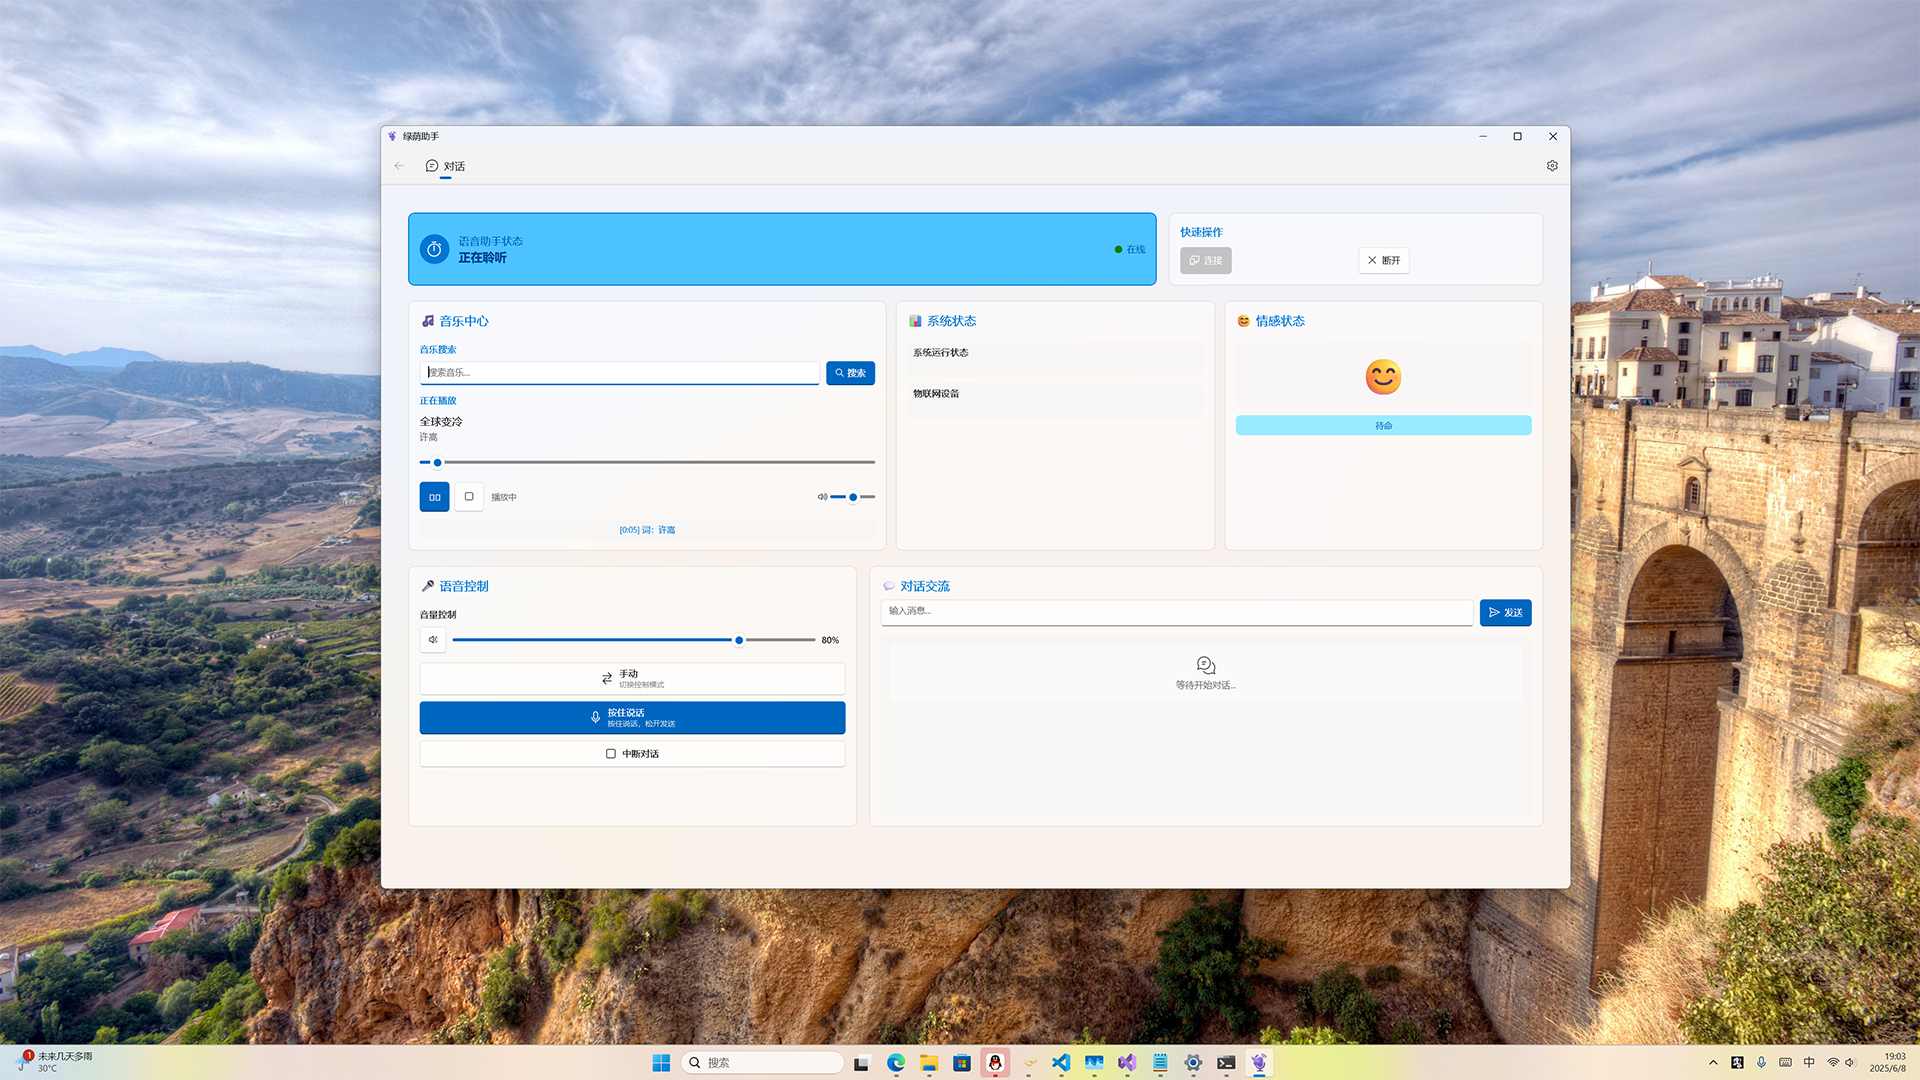 绿荫助手
对话
语音助手状态
正在聆听
在线
快速操作
连接
断开
音乐中心
音乐搜索
搜索音乐...
搜索
正在播放
全球变冷
许嵩
播放中
[0:05] 词：许嵩
系统状态
系统运行状态
物联网设备
情感状态
待命
语音控制
音量控制
80%
手动
切换控制模式
按住说话
按住说话，松开发送
中断对话
对话交流
输入消息...
发送
等待开始对话...
1
未来几天多雨
30°C
搜索
中
19:03
2025/6/8